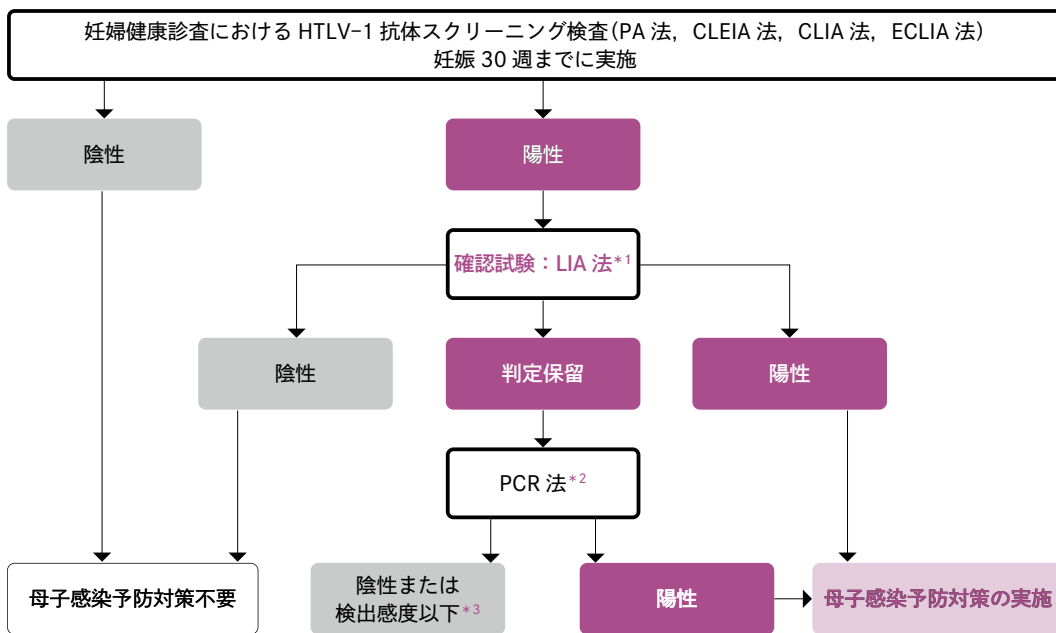 妊婦健康診査における HTLV-1 抗体スクリーニング検査(PA 法，CLEIA 法，CLIA 法，ECLIA 法)
妊娠 30 週までに実施
陰性
陽性
確認試験：LIA 法*1
陰性
判定保留
陽性
PCR 法*2
母子感染予防対策不要
陰性または
検出感度以下*3
陽性
母子感染予防対策の実施